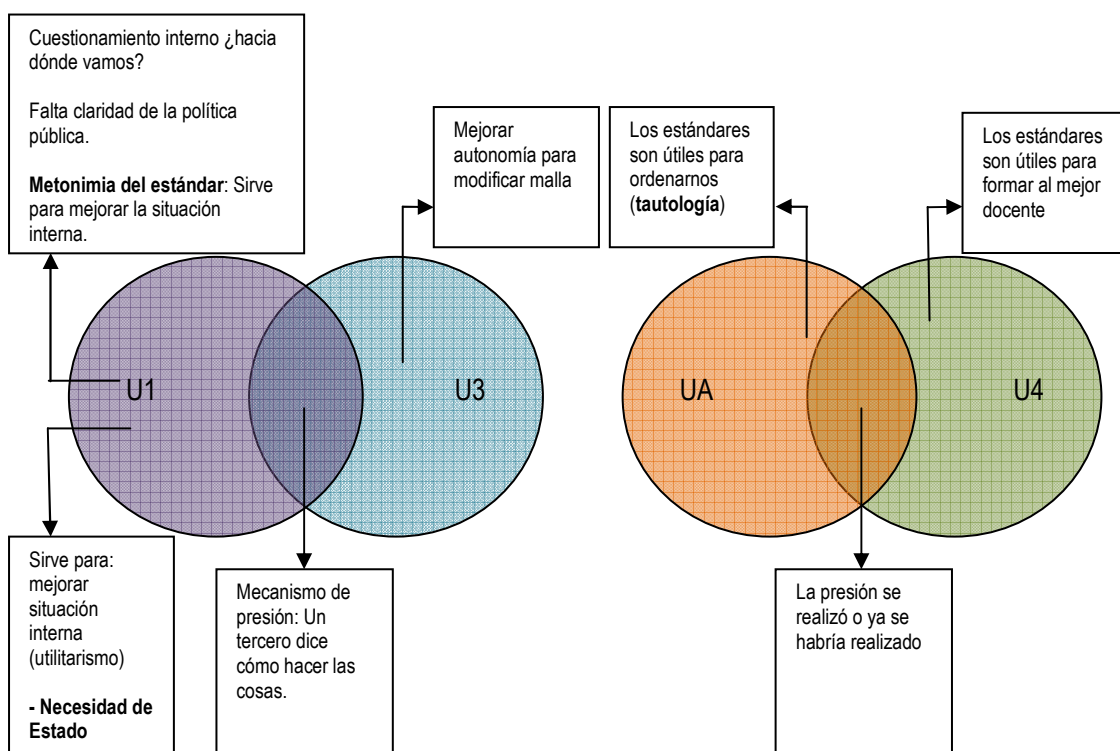 Cuestionamiento interno ¿hacia
dónde vamos?
Falta claridad de la política
pública.
Metonimia del estándar: Sirve
para mejorar la situación
interna.
Mejorar
autonomía para
modificar malla
Los estándares
son útiles para
ordenarnos
(tautología)
Los estándares
son útiles para
formar al mejor
docente
U1
U3
UA
U4
Sirve para:
mejorar
situación
interna
(utilitarismo)
- Necesidad de
Estado
Mecanismo de
presión: Un
tercero dice
cómo hacer las
cosas.
La presión se
realizó o ya se
habría realizado